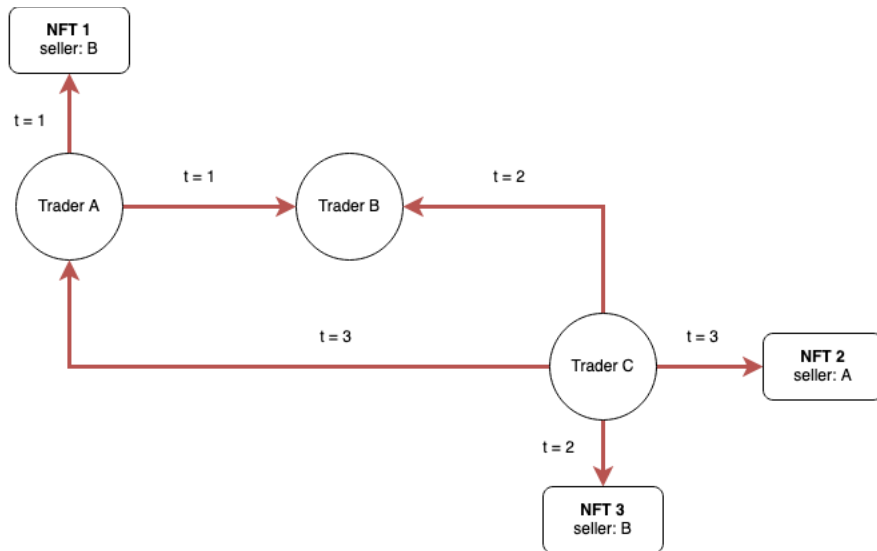 NFT 1
seller: B
t = 1
t = 1
t = 2
Trader A
Trader B
t = 3
t = 3
Trader C
NFT 2
seller: A
t = 2
NFT 3
seller: B